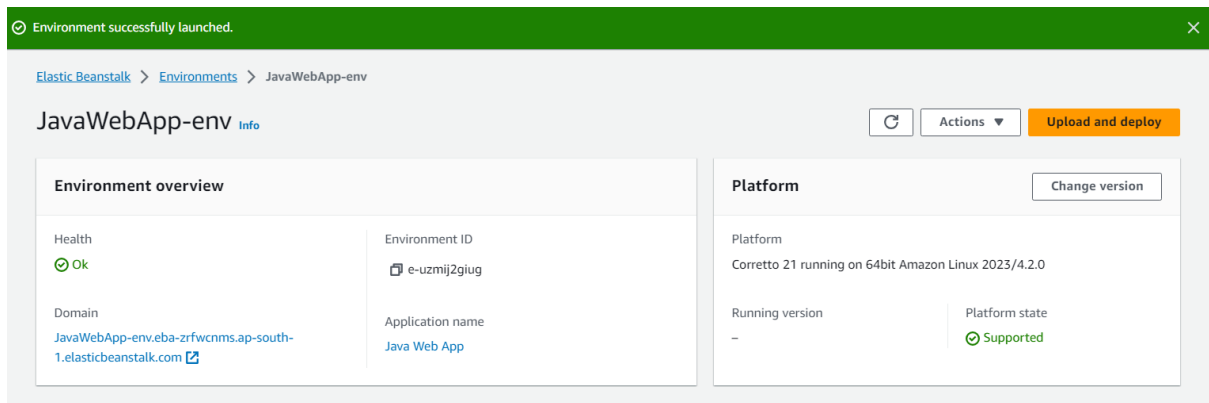 Environment successfully launched.
Elastic Beanstalk > Environments > JavaWebApp-env
JavaWebApp-env Info
Actions
Upload and deploy
Environment overview
Health
Ok
Domain
JavaWebApp-env.eba-zrfwcnms.ap-south-
1.elasticbeanstalk.com
Environment ID
e-uzmij2giug
Application name
Java Web App
Platform
Change version
Platform
Corretto 21 running on 64bit Amazon Linux 2023/4.2.0
Running version
–
Platform state
Supported